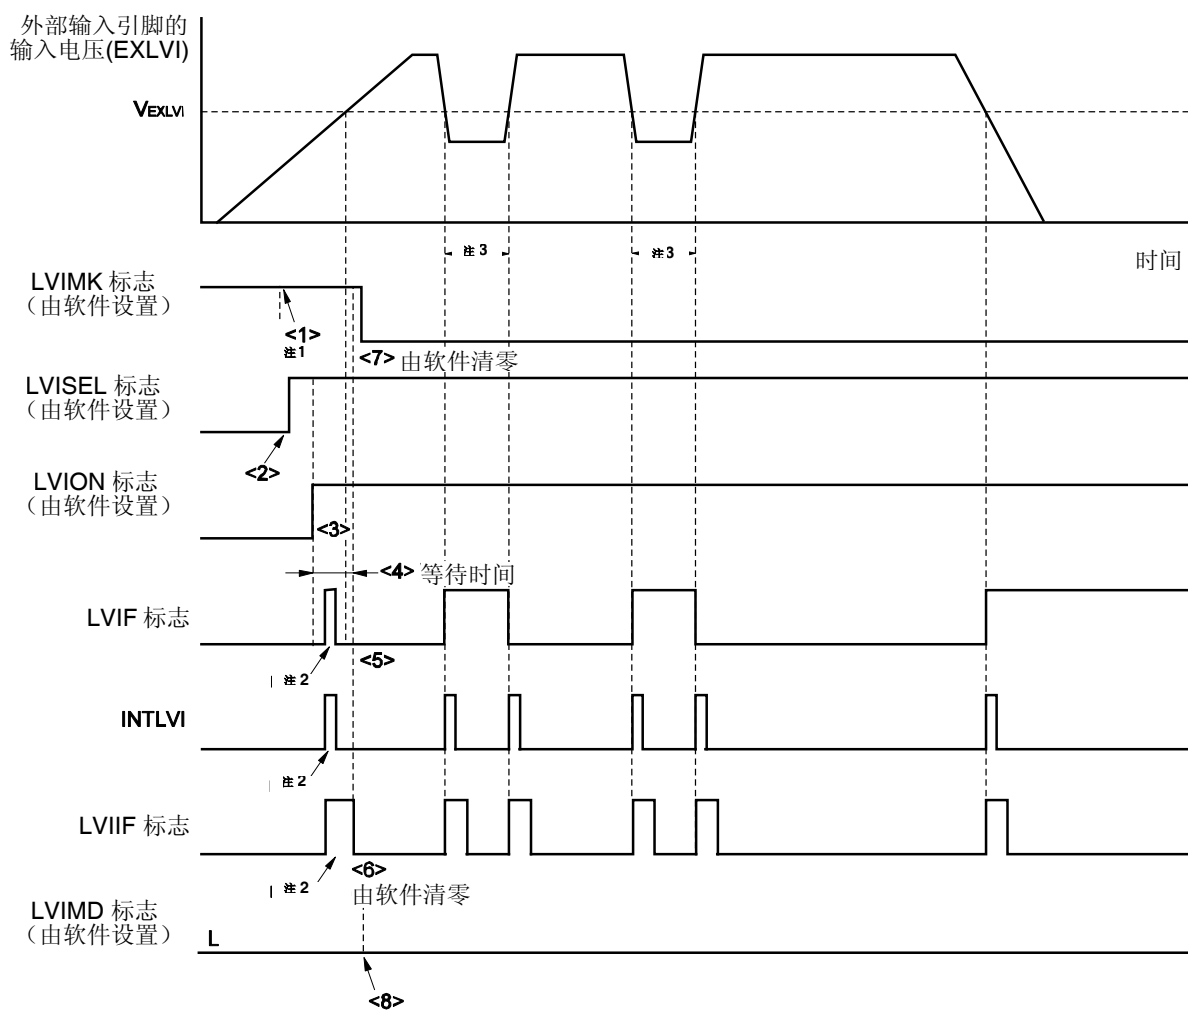 外部输入引脚的
输入电压(EXLVI)
VEXLVI
注 3
注 3
时间
LVIMK 标志
（由软件设置）
<1>
注 1
<7> 由软件清零
LVISEL 标志
（由软件设置）
<2>
LVION 标志
（由软件设置）
<3>
<4> 等待时间
LVIF 标志
<5>
注 2
INTLVI
注 2
LVIIF 标志
<6>
注 2
由软件清零
LVIMD 标志
（由软件设置）
L
<8>